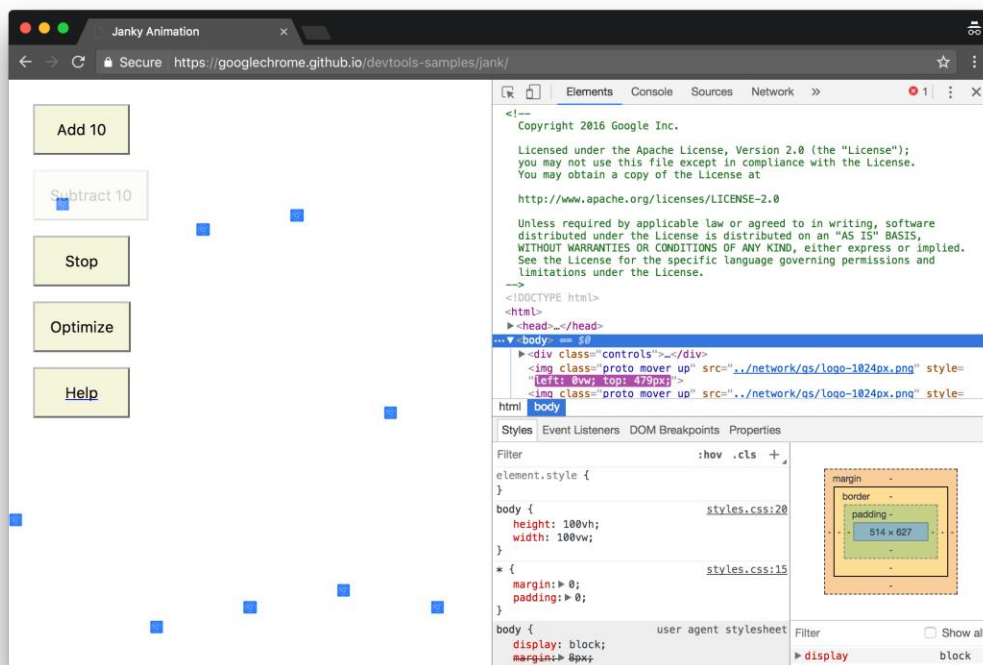 Janky Animation
Secure https://googlechrome.github.io/devtools-samples/jank/
Add 10
Subtract 10
Stop
Optimize
Help
Elements Console Sources Network » 1
<!--
Copyright 2016 Google Inc.
Licensed under the Apache License, Version 2.0 (the "License");
you may not use this file except in compliance with the License.
You may obtain a copy of the License at
http://www.apache.org/licenses/LICENSE-2.0
Unless required by applicable law or agreed to in writing, software
distributed under the License is distributed on an "AS IS" BASIS,
WITHOUT WARRANTIES OR CONDITIONS OF ANY KIND, either express or implied.
See the License for the specific language governing permissions and
limitations under the License.
-->
<!DOCTYPE html>
<html>
▶<head>…</head>
…▼<body> == $0
▶<div class="controls">…</div>
<img class="proto mover up" src="../network/gs/logo-1024px.png" style=
"left: 0vw; top: 479px;">
<img class="proto mover up" src="../network/gs/logo-1024px.png" style=
html body
Styles Event Listeners DOM Breakpoints Properties
Filter :hov .cls +
element.style {
}
body { styles.css:20
height: 100vh;
width: 100vw;
}
* { styles.css:15
margin:▶0;
padding:▶0;
}
body { user agent stylesheet
display: block;
margin:▶8px;
margin -
border -
padding -
- - - 514 × 627 - - -
-
-
-
Filter Show all
▶display block